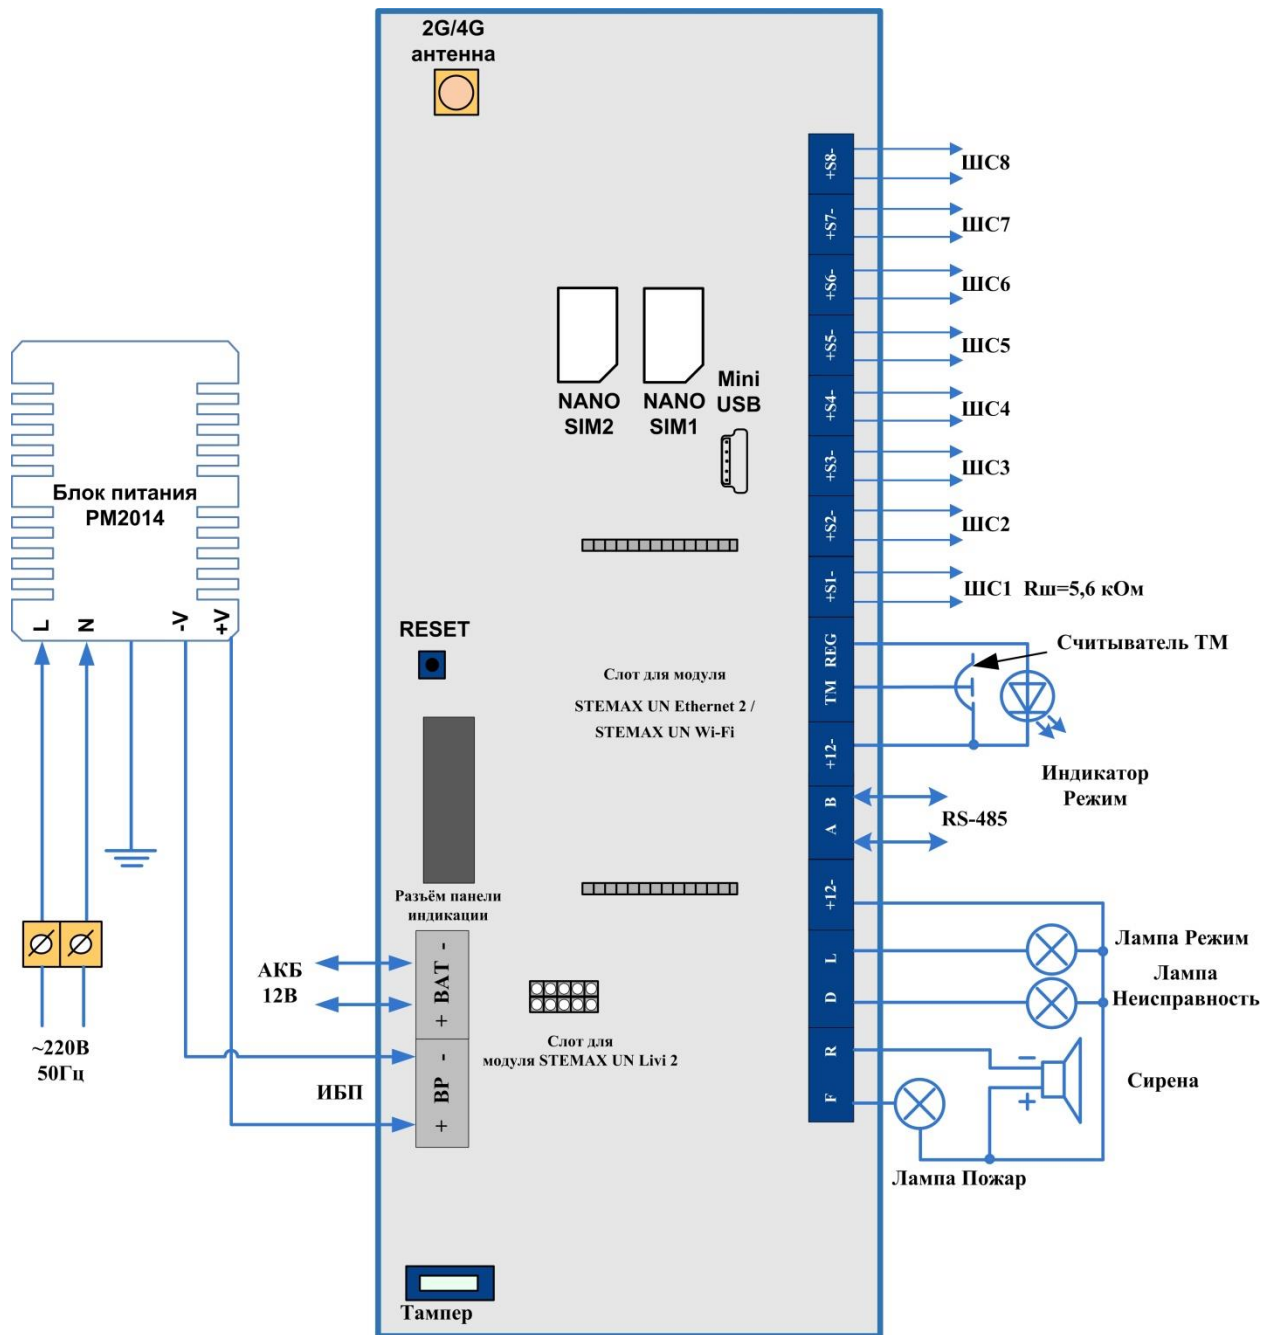 2G/4G
антенна
+S8-
ШС8
+S7-
ШС7
+S6-
ШС6
+S5-
ШС5
+S4-
ШС4
+S3-
ШС3
+S2-
ШС2
+S1-
ШС1 Rш=5,6 кОм
NANO
SIM2
NANO
SIM1
Mini
USB
Блок питания
PM2014
L
N
-V
+V
RESET
Слот для модуля
STEMAX UN Ethernet 2 /
STEMAX UN Wi-Fi
TM REG
Считыватель ТМ
+12-
Индикатор
Режим
A B
RS-485
Разъём панели
индикации
+12-
D L
Лампа Режим
Лампа
Неисправность
АКБ
12В
+ BAT -
~220В
50Гц
Слот для
модуля STEMAX UN Livi 2
ИБП
+ BP -
F R
−
+
Сирена
Лампа Пожар
Тампер